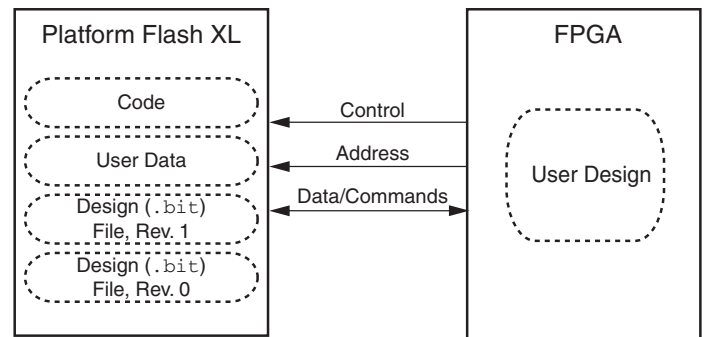 Platform Flash XL
Code
User Data
Design (.bit)
File, Rev. 1
Design (.bit)
File, Rev. 0
Control
Address
Data/Commands
FPGA
User Design